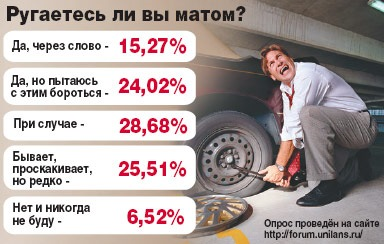 Ругаетесь ли вы матом?
Да, через слово - 15,27%
Да, но пытаюсь
с этим бороться - 24,02%
При случае - 28,68%
Бывает,
проскакивает,
но редко - 25,51%
Нет и никогда
не буду - 6,52%
Опрос проведён на сайте
http://forum.unilans.ru/